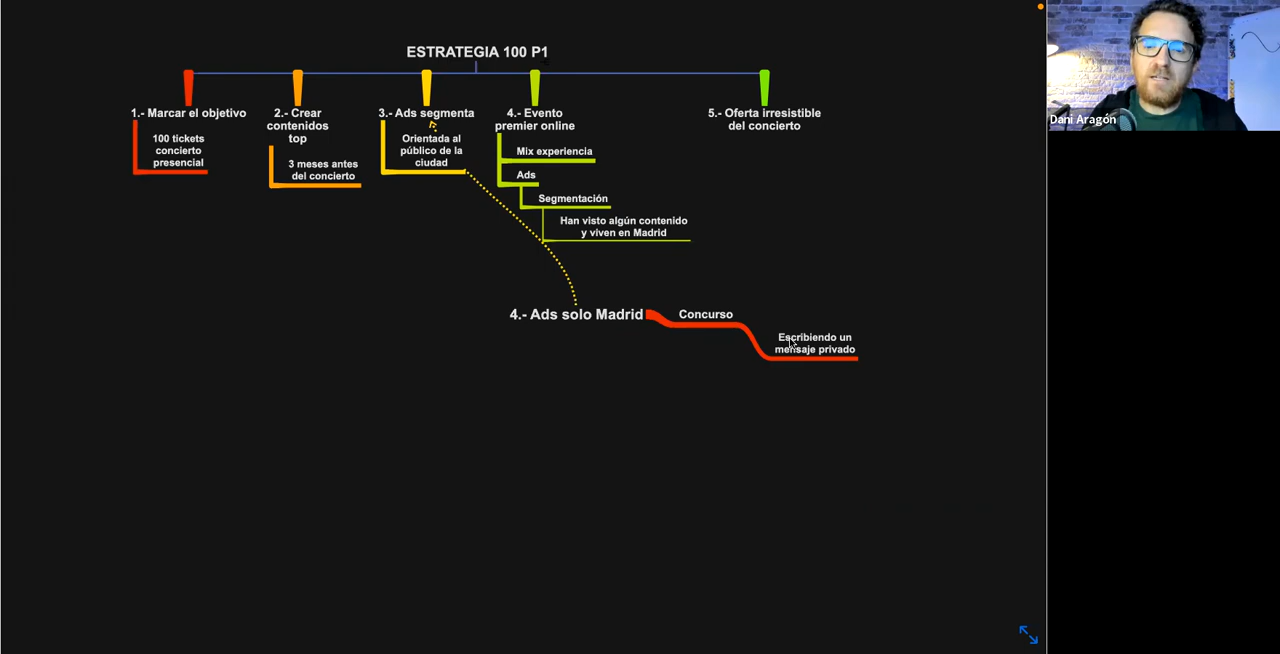 ESTRATEGIA 100 P1
1.- Marcar el objetivo
100 tickets
concierto
presencial
2.- Crear
contenidos
top
3 meses antes
del concierto
3.- Ads segmenta
Orientada al
público de la
ciudad
4.- Evento
premier online
Mix experiencia
Ads
Segmentación
Han visto algún contenido
y viven en Madrid
5.- Oferta irresistible
del concierto
4.- Ads solo Madrid
Concurso
Escribiendo un
mensaje privado
Dani Aragón